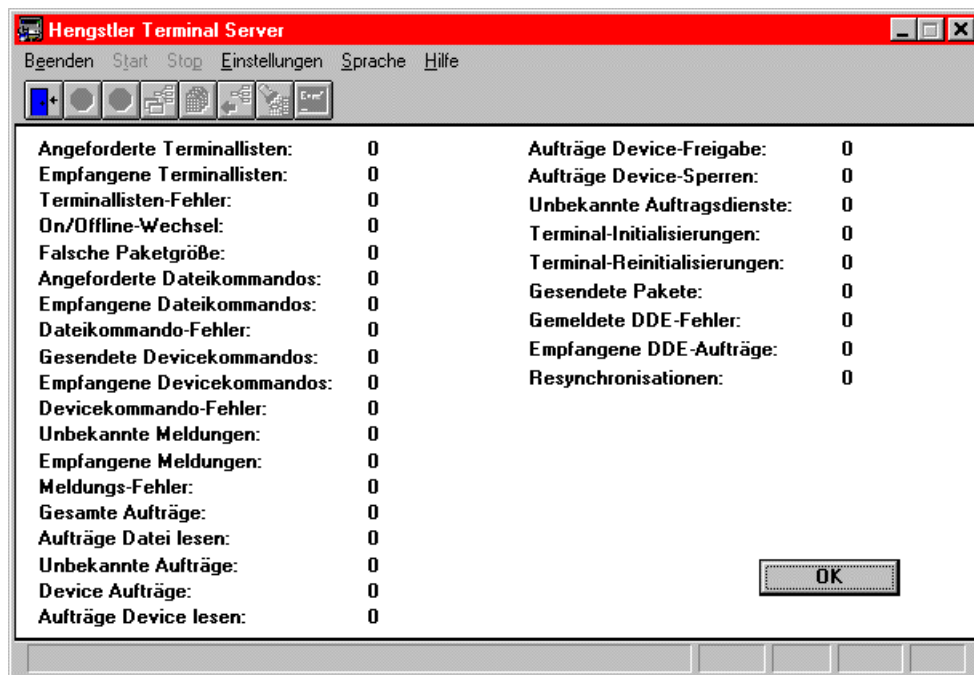 Hengstler Terminal Server
Beenden Start Stop Einstellungen Sprache Hilfe
Angeforderte Terminallisten: 0
Empfangene Terminallisten: 0
Terminallisten-Fehler: 0
On/Offline-Wechsel: 0
Falsche Paketgröße: 0
Angeforderte Dateikommandos: 0
Empfangene Dateikommandos: 0
Dateikommando-Fehler: 0
Gesendete Devicekommandos: 0
Empfangene Devicekommandos: 0
Devicekommando-Fehler: 0
Unbekannte Meldungen: 0
Empfangene Meldungen: 0
Meldungs-Fehler: 0
Gesamte Aufträge: 0
Aufträge Datei lesen: 0
Unbekannte Aufträge: 0
Device Aufträge: 0
Aufträge Device lesen: 0
Aufträge Device-Freigabe: 0
Aufträge Device-Sperren: 0
Unbekannte Auftragsdienste: 0
Terminal-Initialisierungen: 0
Terminal-Reinitialisierungen: 0
Gesendete Pakete: 0
Gemeldete DDE-Fehler: 0
Empfangene DDE-Aufträge: 0
Resynchronisationen: 0
OK